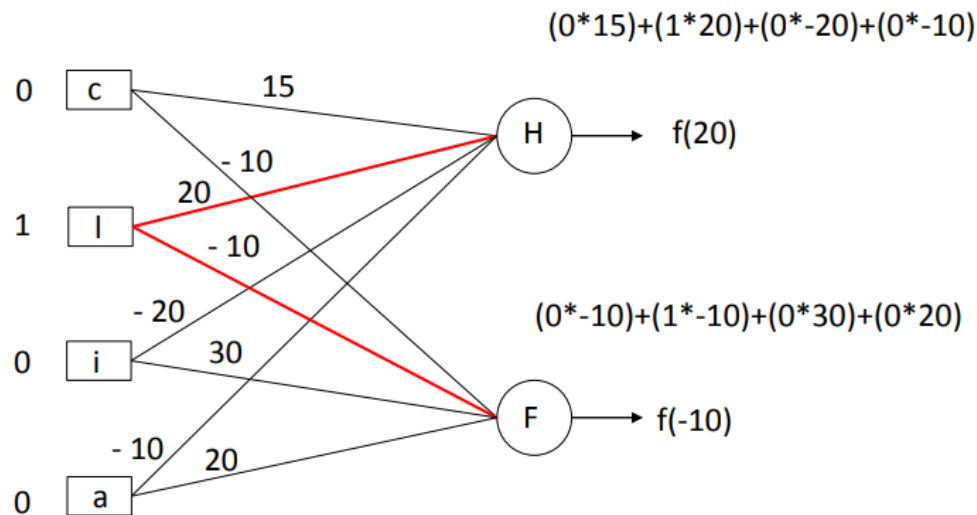 (0*15)+(1*20)+(0*-20)+(0*-10)
0 c 15
H f(20)
- 10
20
1 l
- 10
- 20
(0*-10)+(1*-10)+(0*30)+(0*20)
0 i 30
F f(-10)
- 10 20
0 a